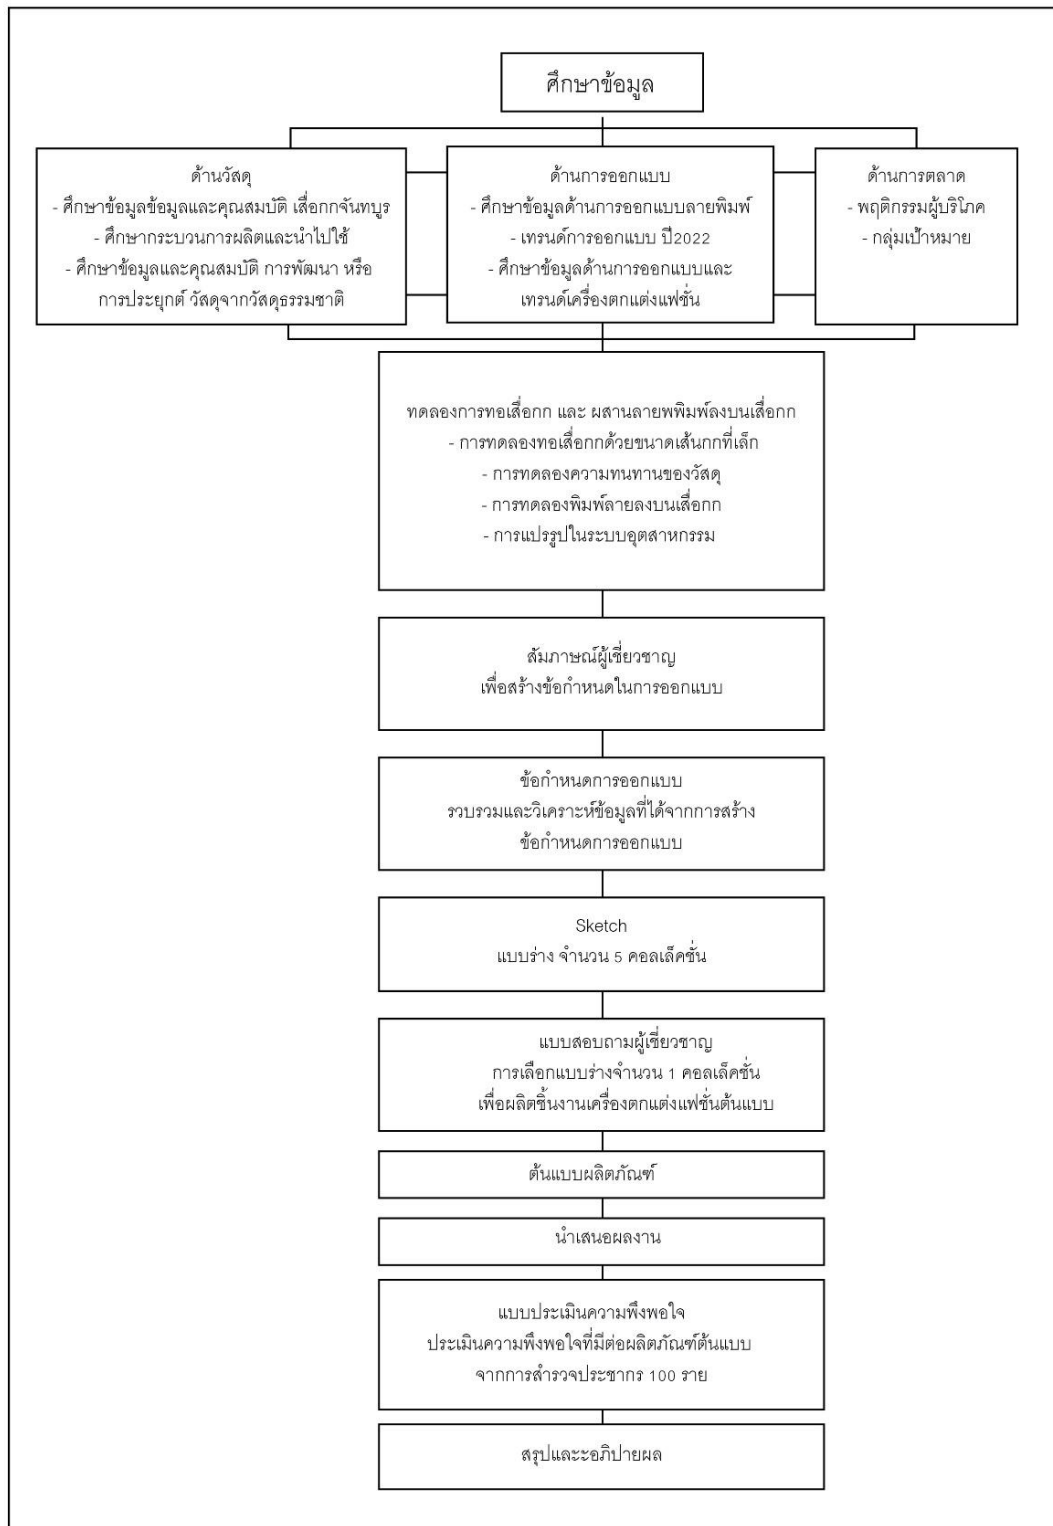 ศึกษาข้อมูล
ด้านวัสดุ
- ศึกษาข้อมูลข้อมูลและคุณสมบัติ เสื่อกกจันทบูร
- ศึกษากระบวนการผลิตและนำไปใช้
- ศึกษาข้อมูลและคุณสมบัติ การพัฒนา หรือ
การประยุกต์ วัสดุจากวัสดุธรรมชาติ
ด้านการออกแบบ
- ศึกษาข้อมูลด้านการออกแบบลายพิมพ์
- เทรนด์การออกแบบ ปี2022
- ศึกษาข้อมูลด้านการออกแบบและ
เทรนด์เครื่องตกแต่งแฟชั่น
ด้านการตลาด
- พฤติกรรมผู้บริโภค
- กลุ่มเป้าหมาย
ทดลองการทอเสื่อกก และ ผสานลายพพิมพ์ลงบนเสื่อกก
- การทดลองทอเสื่อกกด้วยขนาดเส้นกกที่เล็ก
- การทดลองความทนทานของวัสดุ
- การทดลองพิมพ์ลายลงบนเสื่อกก
- การแปรรูปในระบบอุตสาหกรรม
สัมภาษณ์ผู้เชี่ยวชาญ
เพื่อสร้างข้อกำหนดในการออกแบบ
ข้อกำหนดการออกแบบ
รวบรวมและวิเคราะห์ข้อมูลที่ได้จากการสร้าง
ข้อกำหนดการออกแบบ
Sketch
แบบร่าง จำนวน 5 คอลเล็คชั่น
แบบสอบถามผู้เชี่ยวชาญ
การเลือกแบบร่างจำนวน 1 คอลเล็คชั่น
เพื่อผลิตชิ้นงานเครื่องตกแต่งแฟชั่นต้นแบบ
ต้นแบบผลิตภัณฑ์
นำเสนอผลงาน
แบบประเมินความพึงพอใจ
ประเมินความพึงพอใจที่มีต่อผลิตภัณฑ์ต้นแบบ
จากการสำรวจประชากร 100 ราย
สรุปและะอภิปายผล